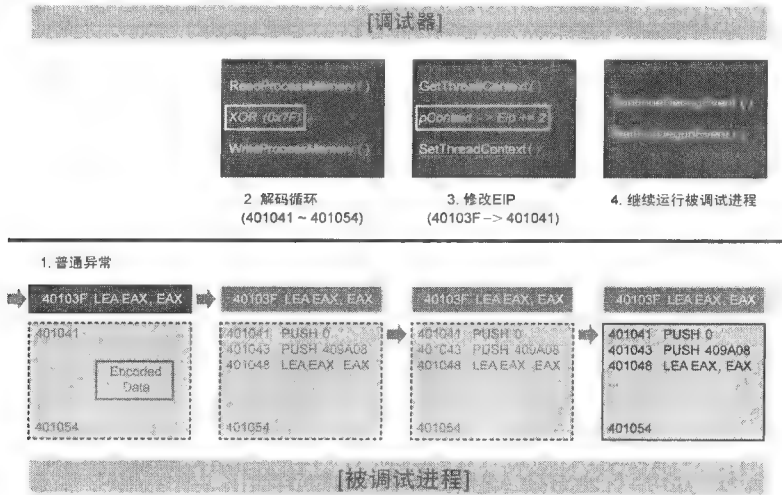 [调试器]
ReadProcessMemory()
XOR (0x7F)
WriteProcessMemory()
GetThreadContext()
pContext -> Eip += 2
SetThreadContext()
2 解码循环
(401041 ~ 401054)
3. 修改EIP
(40103F -> 401041)
4. 继续运行被调试进程
1. 普通异常
40103F LEA EAX, EAX
401041
Encoded
Data
401054
40103F LEA EAX, EAX
401041 PUSH 0
401043 PUSH 409A08
401048 LEA EAX EAX
401054
40103F LEA EAX, EAX
401041 PUSH 0
401043 PUSH 409A08
401048 LEA EAX, EAX
401054
40103F LEA EAX, EAX
401041 PUSH 0
401043 PUSH 409A08
401048 LEA EAX, EAX
401054
[被调试进程]